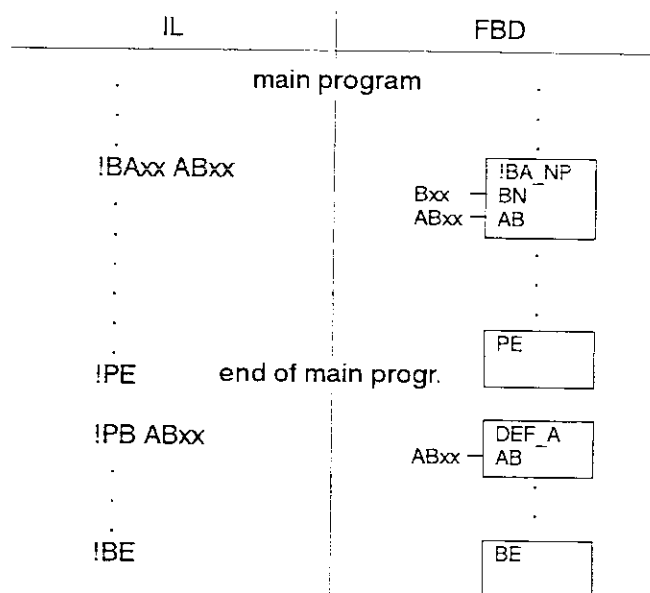 IL FBD
main program
!BAxx ABxx !BA_NP
Bxx BN
ABxx AB
PE
!PE end of main progr.
!PB ABxx DEF_A
ABxx AB
!BE BE